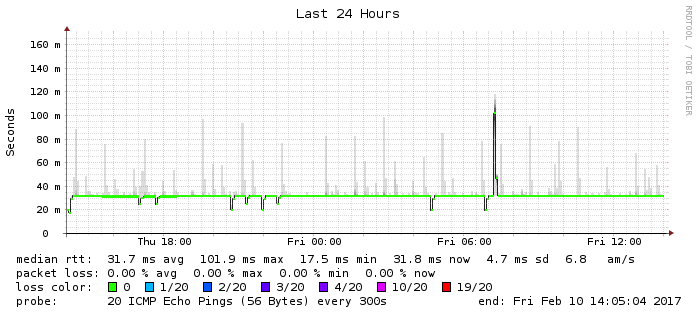 Last 24 Hours
RRDTOOL / TOBI OETIKER
Seconds
160 m
140 m
120 m
100 m
80 m
60 m
40 m
20 m
0
Thu 18:00 Fri 00:00 Fri 06:00 Fri 12:00
median rtt: 31.7 ms avg 101.9 ms max 17.5 ms min 31.8 ms now 4.7 ms sd 6.8 am/s
packet loss: 0.00 % avg 0.00 % max 0.00 % min 0.00 % now
loss color: 0 1/20 2/20 3/20 4/20 10/20 19/20
probe: 20 ICMP Echo Pings (56 Bytes) every 300s end: Fri Feb 10 14:05:04 2017